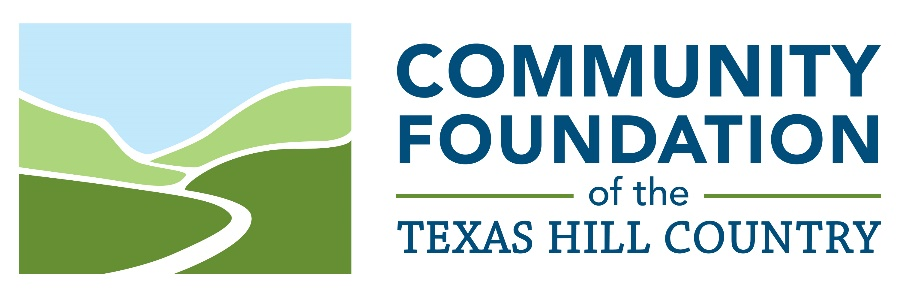 COMMUNITY
FOUNDATION
of the
TEXAS HILL COUNTRY